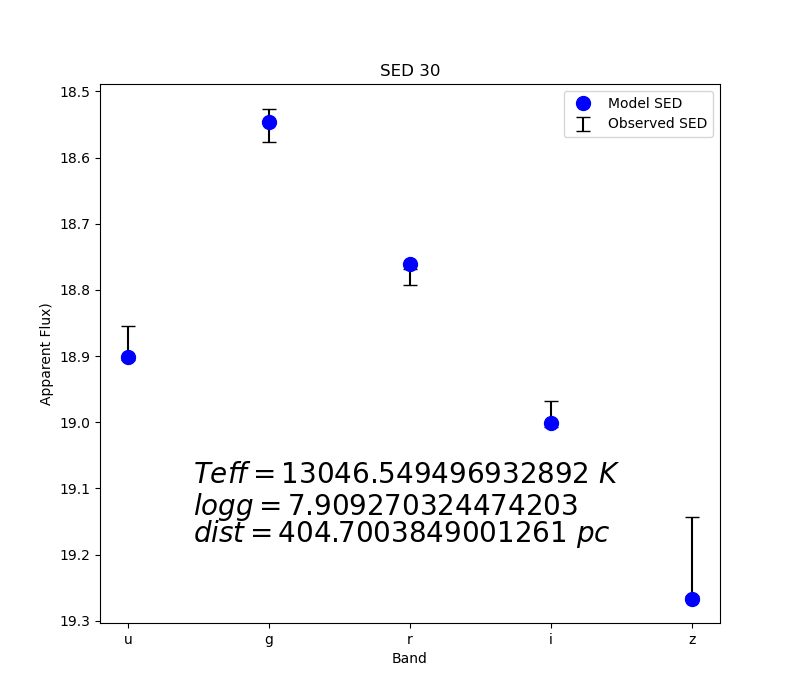 SED 30
Model SED
Observed SED
18.5
18.6
18.7
18.8
18.9
19.0
19.1
19.2
19.3
Apparent Flux)
Teff = 13046.549496932892 K
logg = 7.909270324474203
dist = 404.7003849001261 pc
u g r i z
Band